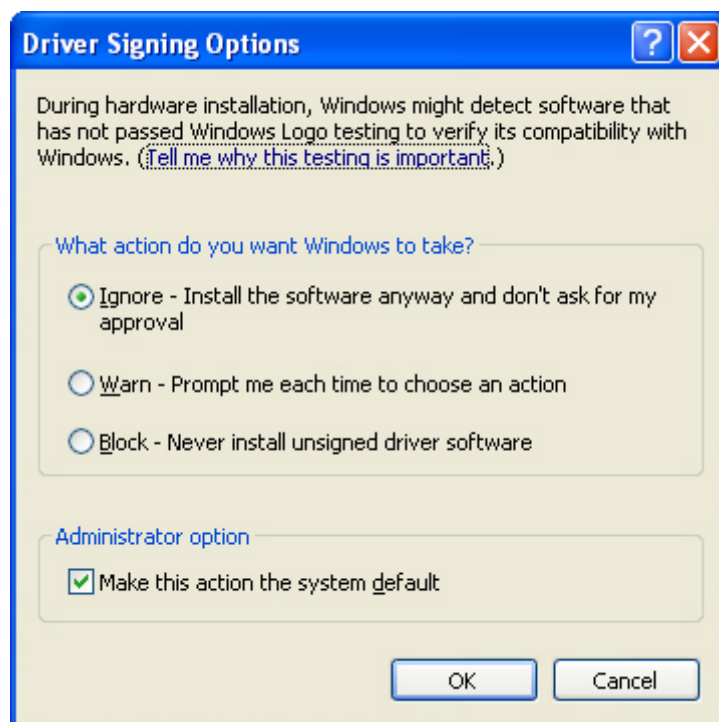 Driver Signing Options
During hardware installation, Windows might detect software that
has not passed Windows Logo testing to verify its compatibility with
Windows. (Tell me why this testing is important.)
What action do you want Windows to take?
Ignore - Install the software anyway and don't ask for my
approval
Warn - Prompt me each time to choose an action
Block - Never install unsigned driver software
Administrator option
Make this action the system default
OK Cancel